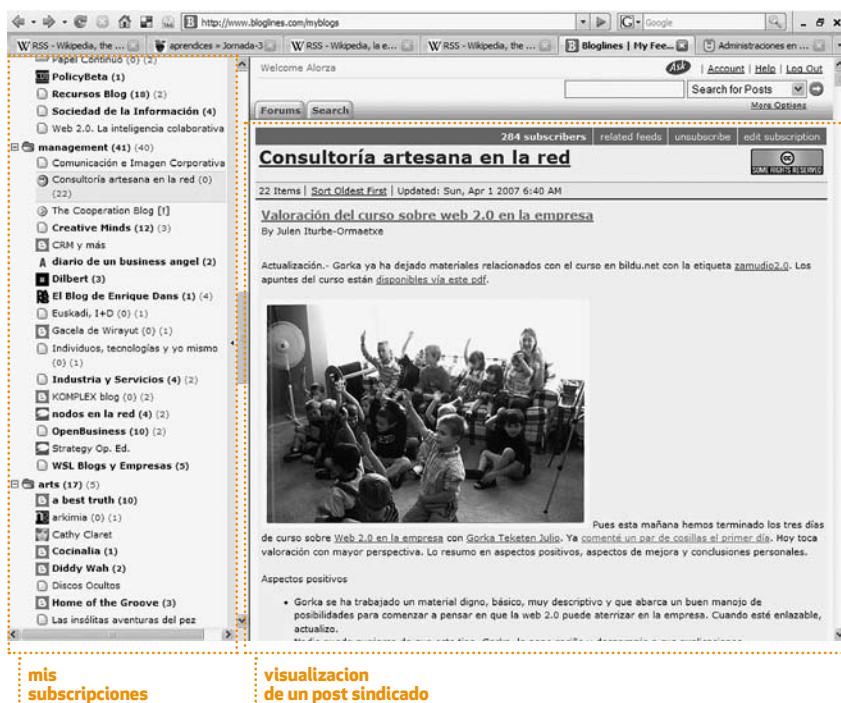 http://www.bloglines.com/myblogs
Google
RSS - Wikipedia, the ...
aprendices » Jornada-3
RSS - Wikipedia, la e...
RSS - Wikipedia, the ...
Bloglines | My Fee...
Administraciones en ...
Papel Continuo (0) (2)
PolicyBeta (1)
Recursos Blog (18) (2)
Sociedad de la Información (4)
Web 2.0. La inteligencia colaborativa
management (41) (40)
Comunicación e Imagen Corporativa
Consultoría artesana en la red (0)
(22)
The Cooperation Blog [!]
Creative Minds (12) (3)
CRM y más
diario de un business angel (2)
Dilbert (3)
El Blog de Enrique Dans (1) (4)
Euskadi, I+D (0) (1)
Gacela de Wirayut (0) (1)
Individuos, tecnologías y yo mismo
(0) (1)
Industria y Servicios (4) (2)
KOMPLEX blog (0) (2)
nodos en la red (4) (2)
OpenBusiness (10) (2)
Strategy Op. Ed.
WSL Blogs y Empresas (5)
arts (17) (5)
a best truth (10)
arkimia (0) (1)
Cathy Claret
Cocinalia (1)
Diddy Wah (2)
Discos Ocultos
Home of the Groove (3)
Las insólitas aventuras del pez
Welcome Alorza
Ask | Account | Help | Log Out
Search for Posts
More Options
Forums Search
284 subscribers | related feeds | unsubscribe | edit subscription
Consultoría artesana en la red
cc
SOME RIGHTS RESERVED
22 Items | Sort Oldest First | Updated: Sun, Apr 1 2007 6:40 AM
Valoración del curso sobre web 2.0 en la empresa
By Julen Iturbe-Ormaetxe
Actualización.- Gorka ya ha dejado materiales relacionados con el curso en bildu.net con la etiqueta zamudio2.0. Los
apuntes del curso están disponibles vía este pdf.
Pues esta mañana hemos terminado los tres días
de curso sobre Web 2.0 en la empresa con Gorka Teketen Julio. Ya comenté un par de cosillas el primer día. Hoy toca
valoración con mayor perspectiva. Lo resumo en aspectos positivos, aspectos de mejora y conclusiones personales.
Aspectos positivos
• Gorka se ha trabajado un material digno, básico, muy descriptivo y que abarca un buen manojo de
posibilidades para comenzar a pensar en que la web 2.0 puede aterrizar en la empresa. Cuando esté enlazable,
actualizo.
mis
subscripciones
visualizacion
de un post sindicado